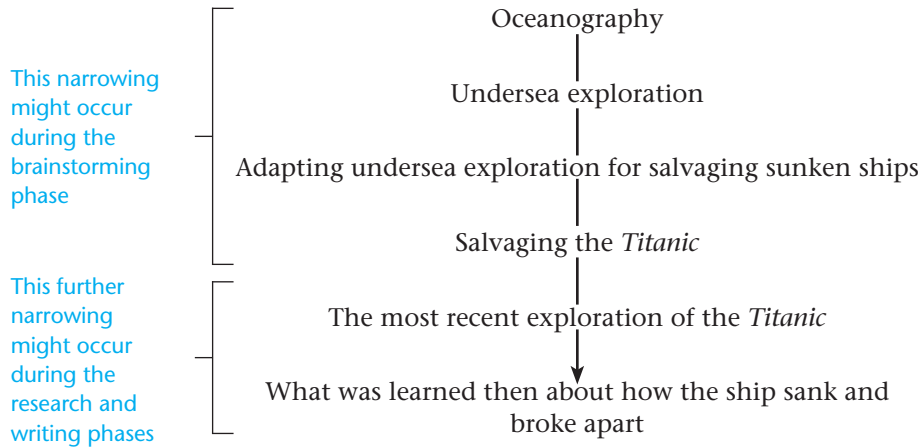 Oceanography
This narrowing
might occur
during the
brainstorming
phase
Undersea exploration
Adapting undersea exploration for salvaging sunken ships
Salvaging the Titanic
This further
narrowing
might occur
during the
research and
writing phases
The most recent exploration of the Titanic
What was learned then about how the ship sank and
broke apart